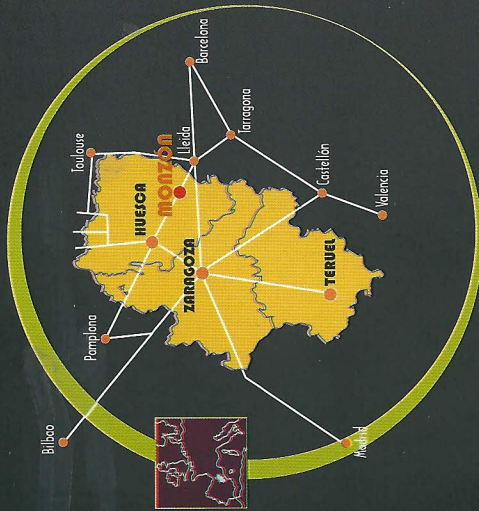 Bilbao
Pamplona
Toulouse
HUESCA
MONZÓN
Lleida
Barcelona
Tarragona
ZARAGOZA
Castellón
Valencia
TERUEL
Madrid